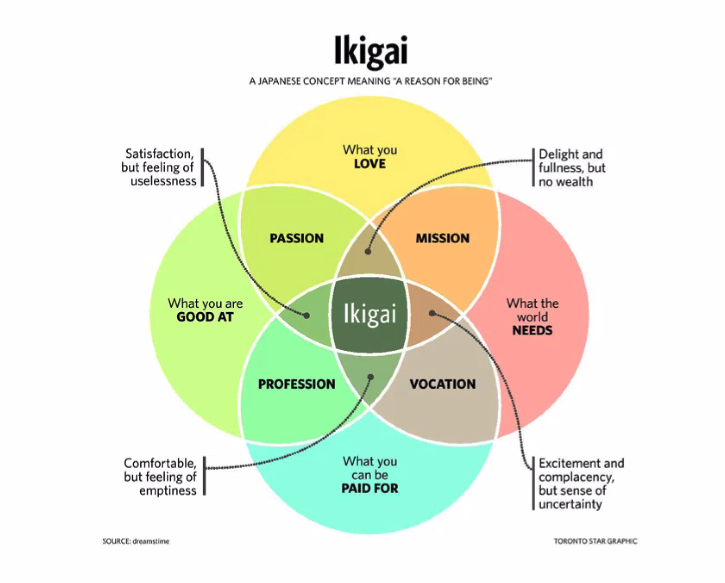 Ikigai
A JAPANESE CONCEPT MEANING "A REASON FOR BEING"
What you
LOVE
Satisfaction,
but feeling of
uselessness
Delight and
fullness, but
no wealth
PASSION
MISSION
What you are
GOOD AT
Ikigai
What the
world
NEEDS
PROFESSION
VOCATION
Comfortable,
but feeling of
emptiness
What you
can be
PAID FOR
Excitement and
complacency,
but sense of
uncertainty
SOURCE: dreamstime
TORONTO STAR GRAPHIC